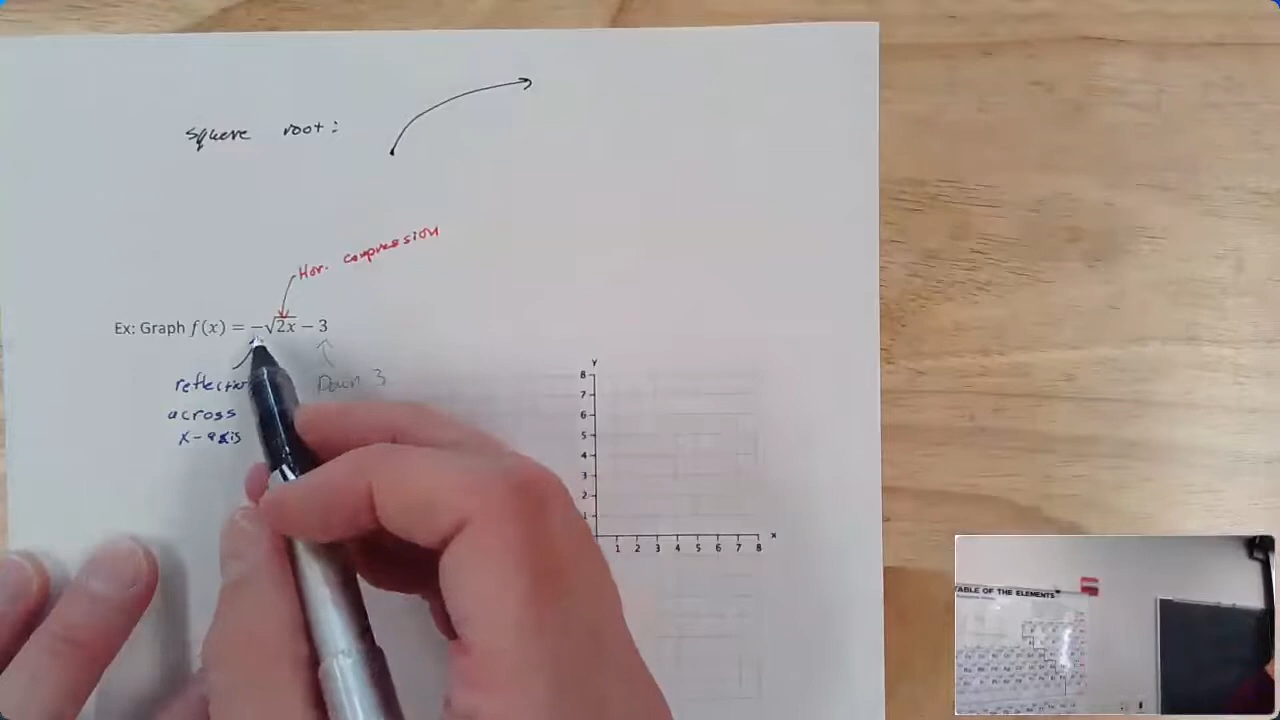 square root:
Hor. compression
Ex: Graph f(x) = −√2x − 3
reflection
Down 3
across
x-axis
y
8
7
6
5
4
3
2
1
1 2 3 4 5 6 7 8 x
TABLE OF THE ELEMENTS